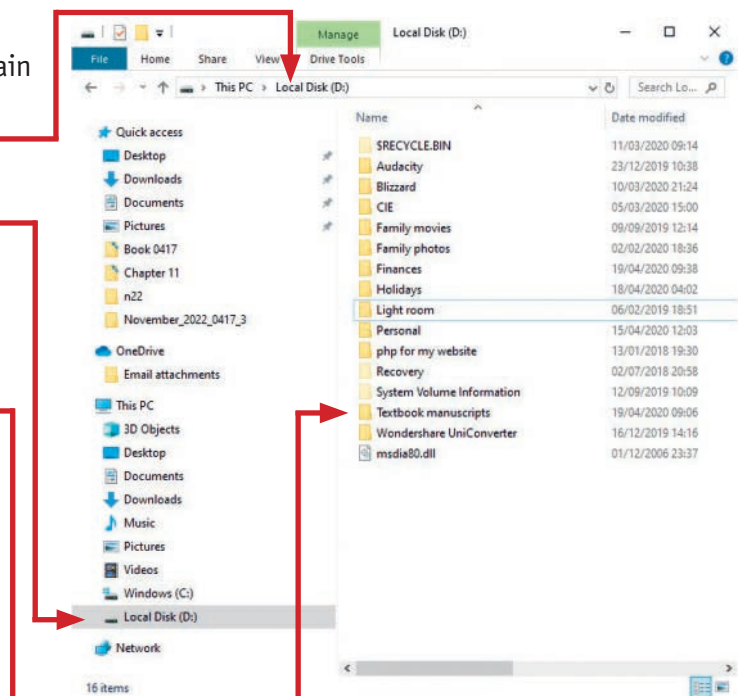 ain
Manage Local Disk (D:)
File Home Share View Drive Tools
This PC > Local Disk (D:) Search Lo...
Name Date modified
Quick access
Desktop
Downloads
Documents
Pictures
Book 0417
Chapter 11
n22
November_2022_0417_3
OneDrive
Email attachments
This PC
3D Objects
Desktop
Documents
Downloads
Music
Pictures
Videos
Windows (C:)
Local Disk (D:)
Network
$RECYCLE.BIN 11/03/2020 09:14
Audacity 23/12/2019 10:38
Blizzard 10/03/2020 21:24
CIE 05/03/2020 15:00
Family movies 09/09/2019 12:14
Family photos 02/02/2020 18:36
Finances 19/04/2020 09:38
Holidays 18/04/2020 04:02
Light room 06/02/2019 18:51
Personal 15/04/2020 12:03
php for my website 13/01/2018 19:30
Recovery 02/07/2018 20:58
System Volume Information 12/09/2019 10:09
Textbook manuscripts 19/04/2020 09:06
Wondershare UniConverter 16/12/2019 14:16
msdia80.dll 01/12/2006 23:37
16 items